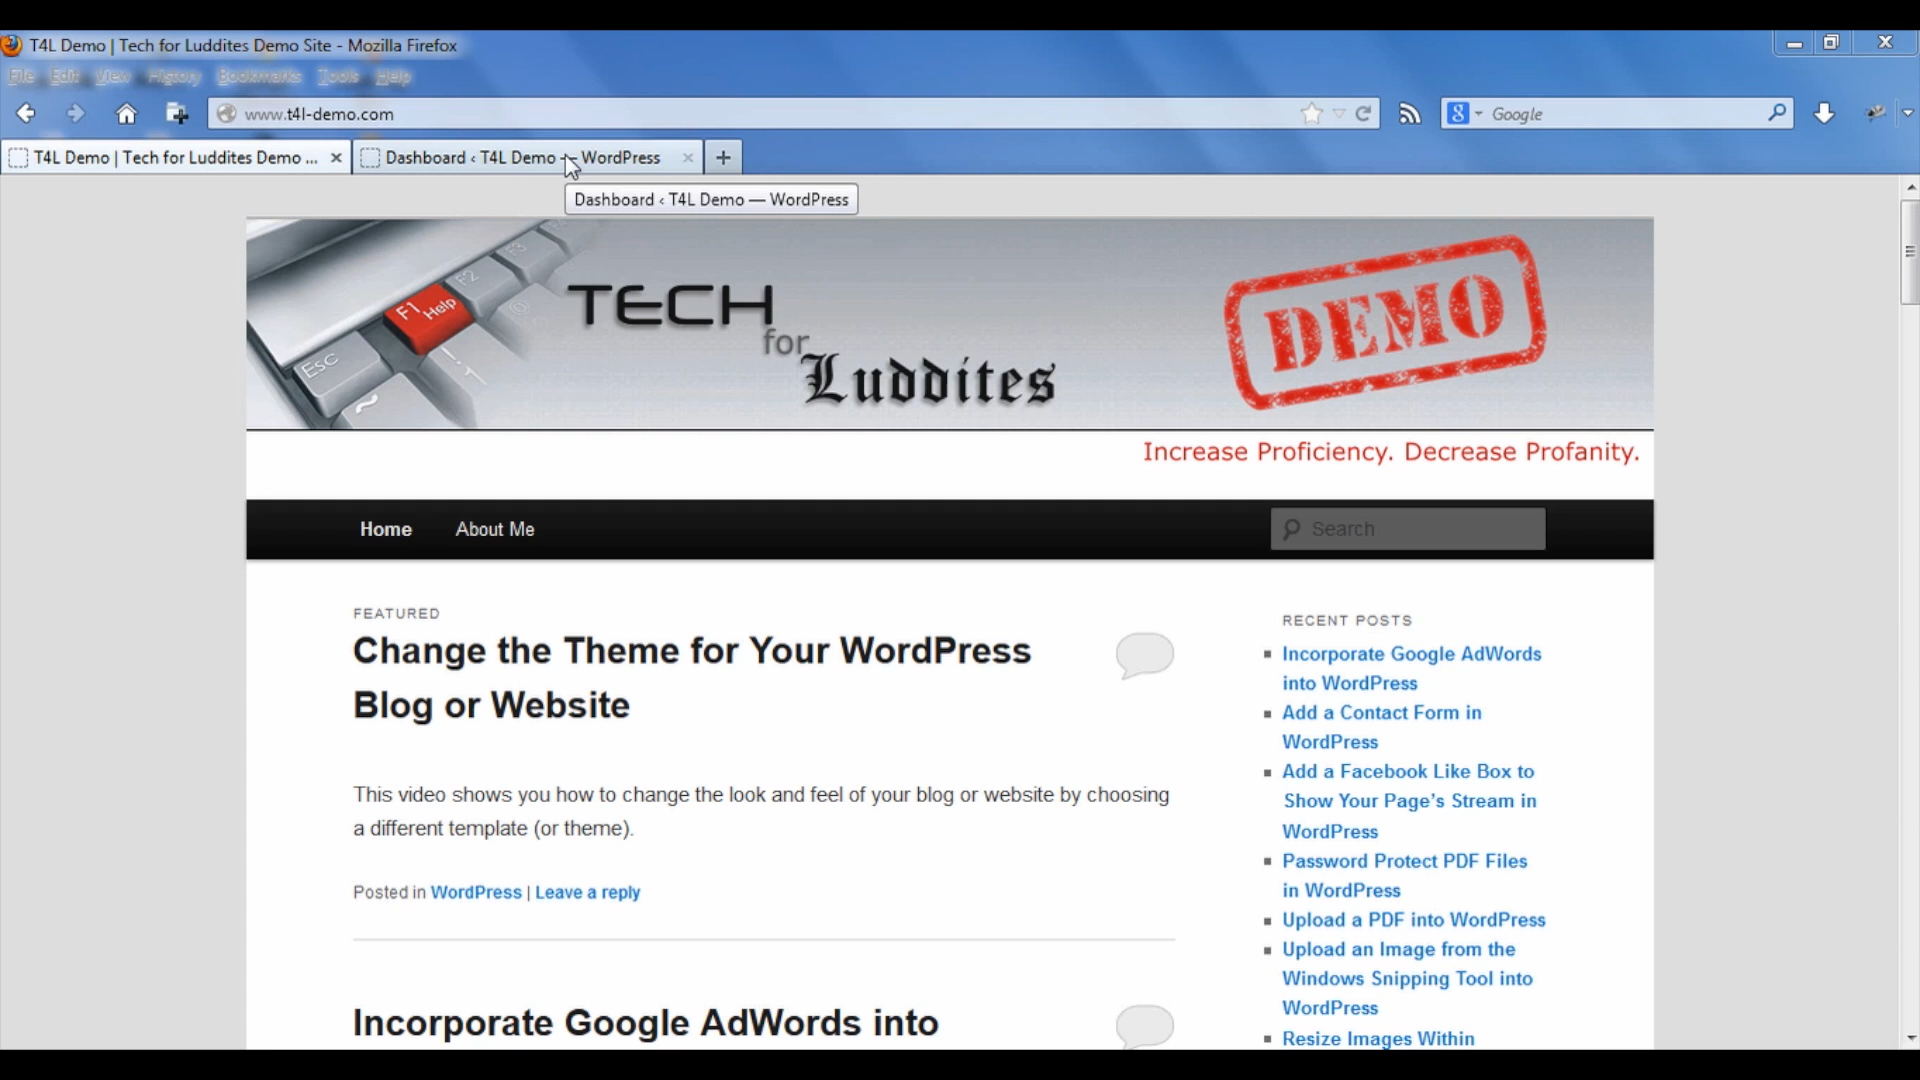 T4L Demo | Tech for Luddites Demo Site - Mozilla Firefox
File Edit View History Bookmarks Tools Help
www.t4l-demo.com
8 Google
T4L Demo | Tech for Luddites Demo ...
Dashboard ‹ T4L Demo — WordPress
Dashboard ‹ T4L Demo — WordPress
Esc
F1 Help
F2
F3
TECH
for
Luddites
DEMO
Increase Proficiency. Decrease Profanity.
Home About Me
Search
FEATURED
Change the Theme for Your WordPress
Blog or Website
This video shows you how to change the look and feel of your blog or website by choosing
a different template (or theme).
Posted in WordPress | Leave a reply
Incorporate Google AdWords into
RECENT POSTS
Incorporate Google AdWords
into WordPress
Add a Contact Form in
WordPress
Add a Facebook Like Box to
Show Your Page’s Stream in
WordPress
Password Protect PDF Files
in WordPress
Upload a PDF into WordPress
Upload an Image from the
Windows Snipping Tool into
WordPress
Resize Images Within